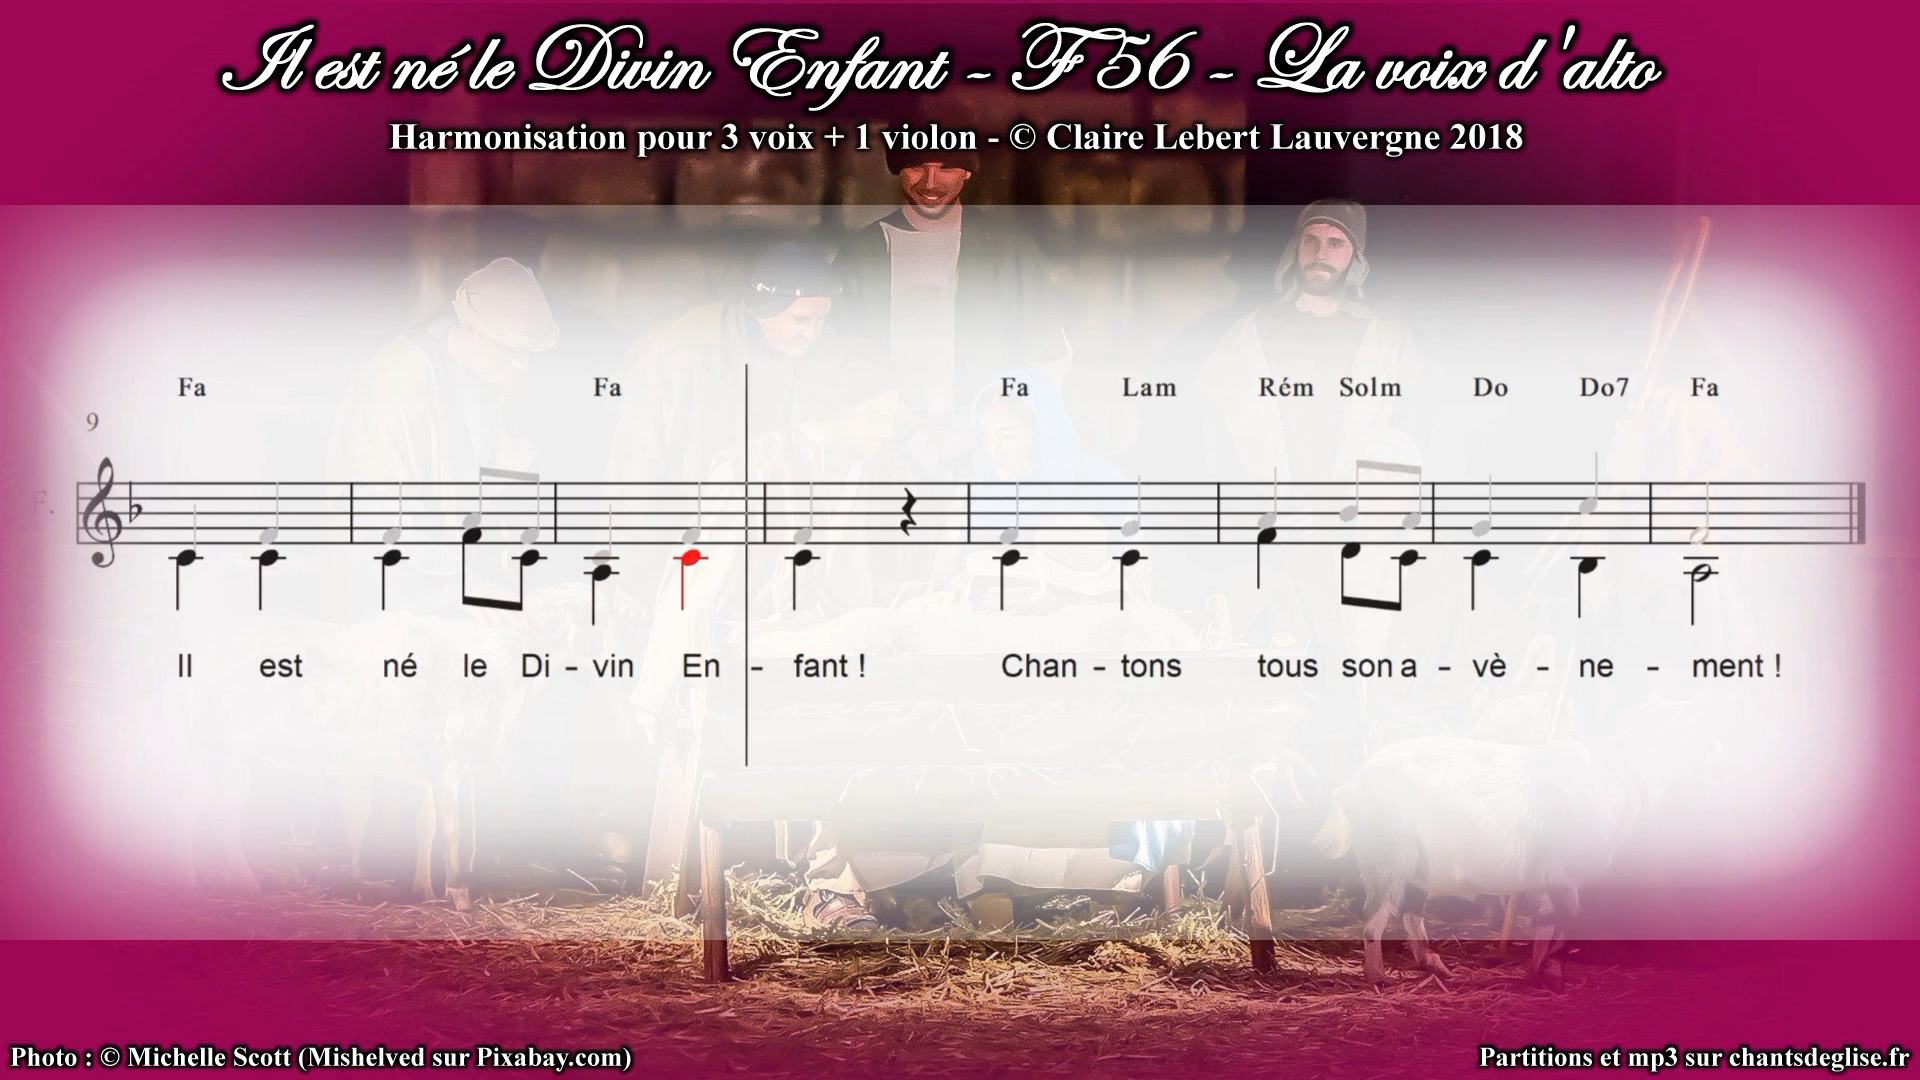 Il est né le Divin Enfant - F 56 - La voix d'alto
Harmonisation pour 3 voix + 1 violon - © Claire Lebert Lauvergne 2018
Fa Fa Fa Lam Rém Solm Do Do7 Fa
9
F.
Il est né le Di - vin En - fant ! Chan - tons tous son a - vè - ne - ment !
Photo : © Michelle Scott (Mishelved sur Pixabay.com)
Partitions et mp3 sur chantsdeglise.fr